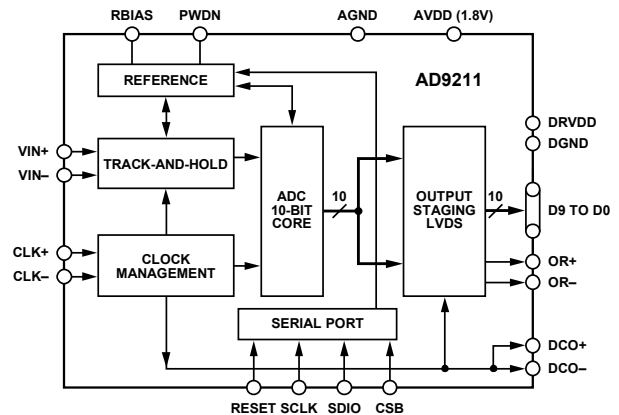 RBIAS PWDN AGND AVDD (1.8V)
REFERENCE
AD9211
DRVDD
DGND
VIN+
VIN–
TRACK-AND-HOLD
ADC
10-BIT
CORE
10
OUTPUT
STAGING
LVDS
10
D9 TO D0
CLK+
CLK–
CLOCK
MANAGEMENT
OR+
OR–
SERIAL PORT
DCO+
DCO–
RESET SCLK SDIO CSB